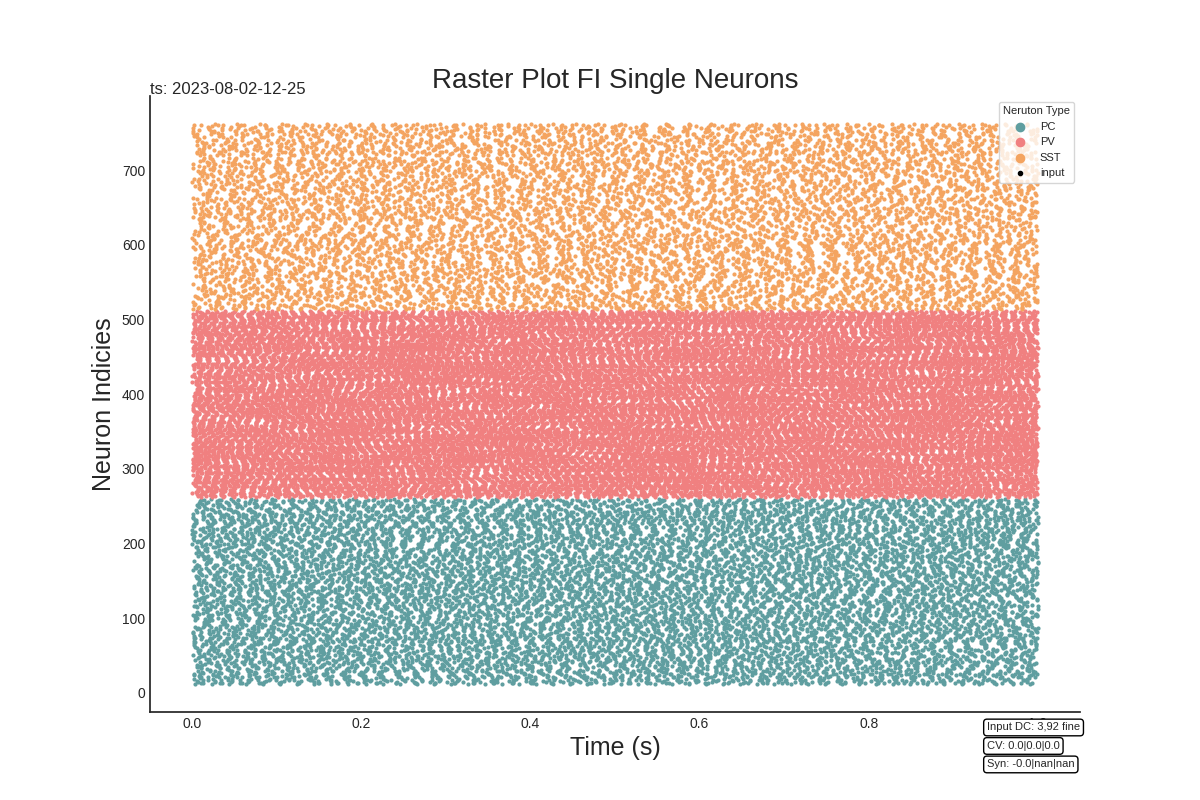 Raster Plot FI Single Neurons
ts: 2023-08-02-12-25
Neruton Type
PC
PV
SST
input
700
600
500
400
300
200
100
0
Neuron Indicies
0.0 0.2 0.4 0.6 0.8
Time (s)
Input DC: 3,92 fine
CV: 0.0|0.0|0.0
Syn: -0.0|nan|nan